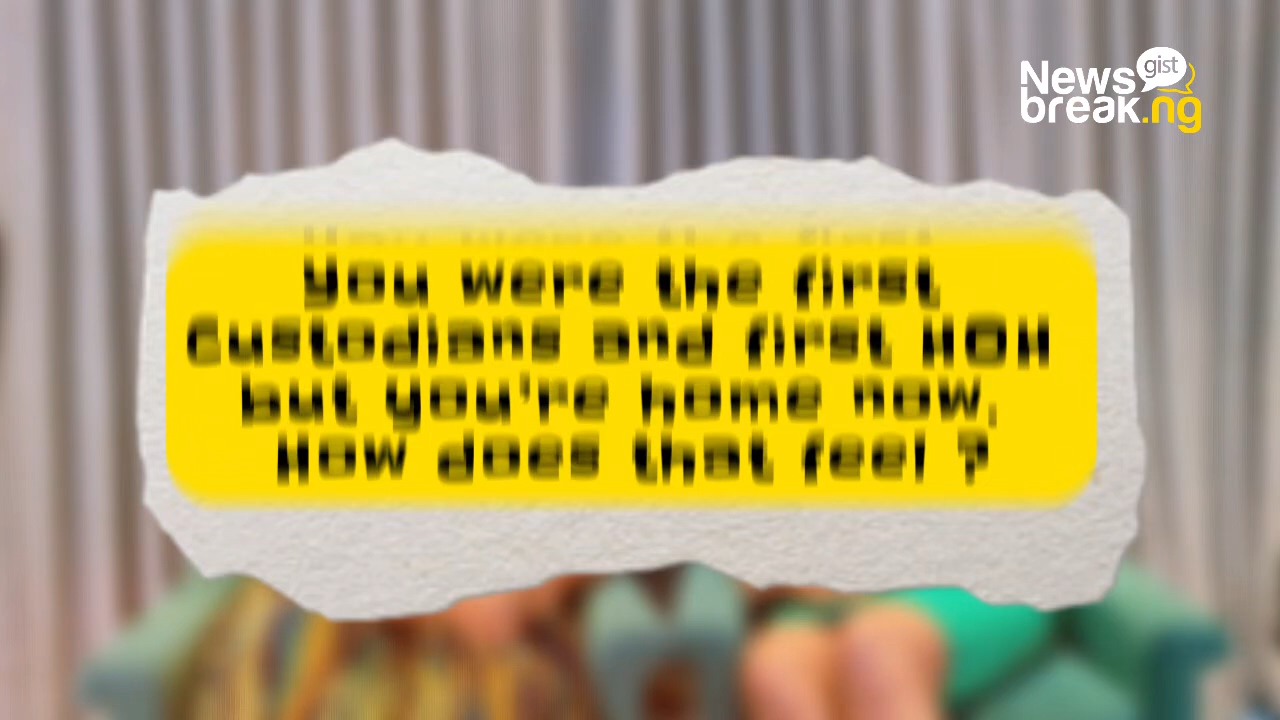 News gist
break.ng
You were the first
Custodians and first HOH
but you're home now,
How does that feel ?